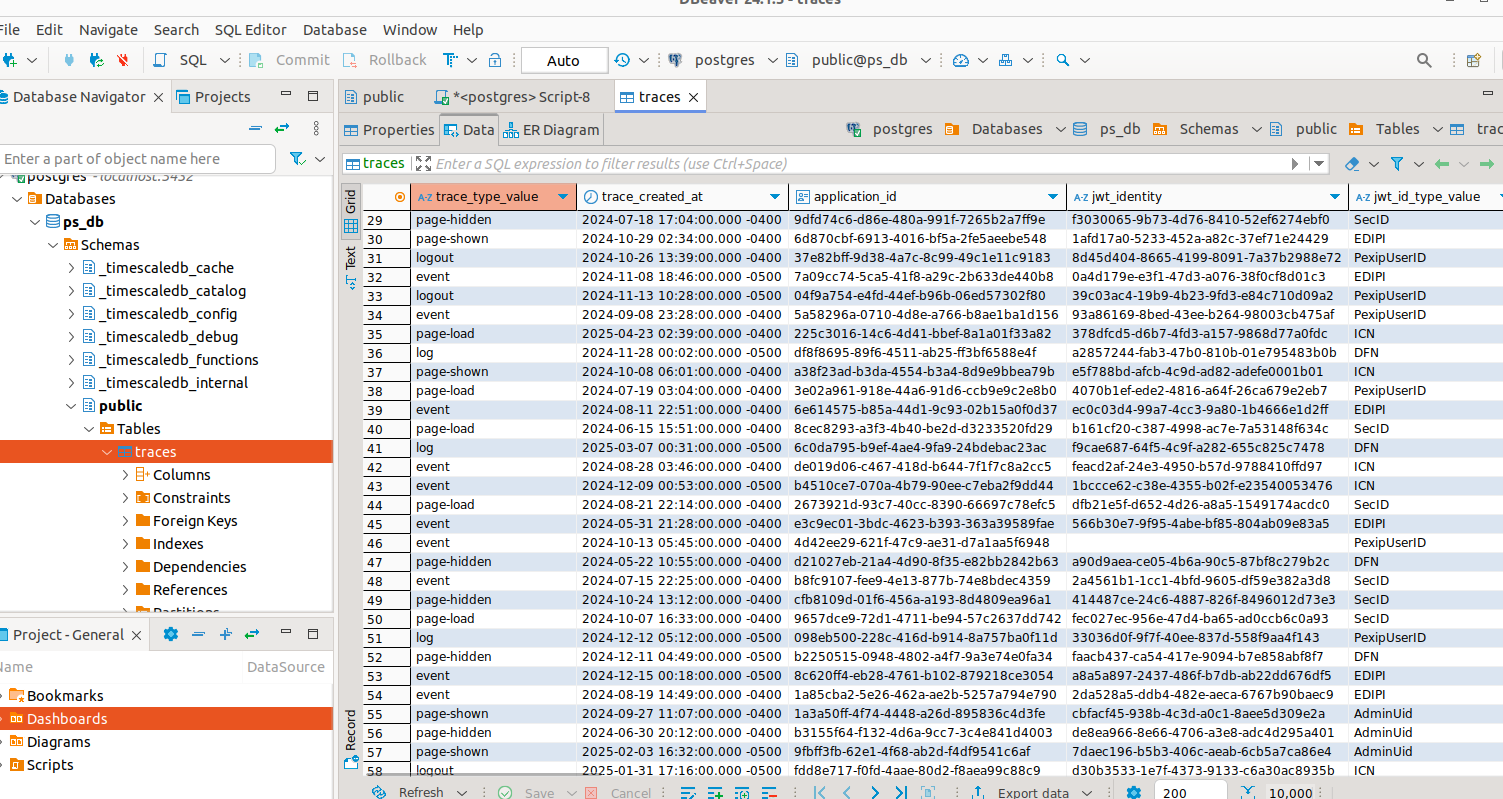 DBeaver 24.1.5 - traces
File Edit Navigate Search SQL Editor Database Window Help
SQL Commit Rollback Auto postgres public@ps_db
Database Navigator Projects
public *<postgres> Script-8 traces
Properties Data ER Diagram postgres Databases ps_db Schemas public Tables trac
Enter a part of object name here
traces Enter a SQL expression to filter results (use Ctrl+Space)
postgres - localhost:5432
Databases
ps_db
Schemas
_timescaledb_cache
_timescaledb_catalog
_timescaledb_config
_timescaledb_debug
_timescaledb_functions
_timescaledb_internal
public
Tables
traces
Columns
Constraints
Foreign Keys
Indexes
Dependencies
References
Partitions
Project - General
Name DataSource
Bookmarks
Dashboards
Diagrams
Scripts
Grid
Text
Record
trace_type_value trace_created_at application_id jwt_identity jwt_id_type_value
29 page-hidden 2024-07-18 17:04:00.000 -0400 9dfd74c6-d86e-480a-991f-7265b2a7ff9e f3030065-9b73-4d76-8410-52ef6274ebf0 SecID
30 page-shown 2024-10-29 02:34:00.000 -0400 6d870cbf-6913-4016-bf5a-2fe5aeebe548 1afd17a0-5233-452a-a82c-37ef71e24429 EDIPI
31 logout 2024-10-26 13:39:00.000 -0400 37e82bff-9d38-4a7c-8c99-49c1e11c9183 8d45d404-8665-4199-8091-7a37b2988e72 PexipUserID
32 event 2024-11-08 18:46:00.000 -0500 7a09cc74-5ca5-41f8-a29c-2b633de440b8 0a4d179e-e3f1-47d3-a076-38f0cf8d01c3 EDIPI
33 logout 2024-11-13 10:28:00.000 -0500 04f9a754-e4fd-44ef-b96b-06ed57302f80 39c03ac4-19b9-4b23-9fd3-e84c710d09a2 PexipUserID
34 event 2024-09-08 23:28:00.000 -0400 5a58296a-0710-4d8e-a766-b8ae1ba1d156 93a86169-8bed-43ee-b264-98003cb475af PexipUserID
35 page-load 2025-04-23 02:39:00.000 -0400 225c3016-14c6-4d41-bbef-8a1a01f33a82 378dfcd5-d6b7-4fd3-a157-9868d77a0fdc ICN
36 log 2024-11-28 00:02:00.000 -0500 df8f8695-89f6-4511-ab25-ff3bf6588e4f a2857244-fab3-47b0-810b-01e795483b0b DFN
37 page-shown 2024-10-08 06:01:00.000 -0400 a38f23ad-b3da-4554-b3a4-8d9e9bbea79b e5f788bd-afcb-4c9d-ad82-adefe0001b01 ICN
38 page-load 2024-07-19 03:04:00.000 -0400 3e02a961-918e-44a6-91d6-ccb9e9c2e8b0 4070b1ef-ede2-4816-a64f-26ca679e2eb7 ICN
39 event 2024-08-11 22:51:00.000 -0400 6e614575-b85a-44d1-9c93-02b15a0f0d37 ec0c03d4-99a7-4cc3-9a80-1b4666e1d2ff EDIPI
40 page-load 2024-06-15 15:51:00.000 -0400 8cec8293-a3f3-4b40-be2d-d3233520fd29 b161cf20-c387-4998-ac7e-7a53148f634c SecID
41 log 2025-03-07 00:31:00.000 -0500 6c0da795-b9ef-4ae4-9fa9-24bdebac23ac f9cae687-64f5-4c9f-a282-655c825c7478 DFN
42 event 2024-08-28 03:46:00.000 -0400 de019d06-c467-418d-b644-7f1f7c8a2cc5 feacd2af-24e3-4950-b57d-9788410ffd97 ICN
43 event 2024-12-09 00:53:00.000 -0500 b4510ce7-070a-4b79-90ee-c7eba2f9dd44 1bccce62-c38e-4355-b02f-e23540053476 ICN
44 page-load 2024-08-21 22:14:00.000 -0400 2673921d-93c7-40cc-8390-66697c78efc5 dfb21e5f-d652-4d26-a8a5-1549174acdc0 SecID
45 event 2024-05-31 21:28:00.000 -0400 e3c9ec01-3bdc-4623-b393-363a39589fae 566b30e7-9f95-4abe-bf85-804ab09e83a5 EDIPI
46 event 2024-10-13 05:45:00.000 -0400 4d42ee29-621f-47c9-ae31-d7a1aa5f6948 PexipUserID
47 page-hidden 2024-05-22 10:55:00.000 -0400 d21027eb-21a4-4d90-8f35-e82bb2842b63 a90d9aea-ce05-4b6a-90c5-87bf8c279b2c DFN
48 event 2024-07-15 22:25:00.000 -0400 b8fc9107-fee9-4e13-877b-74e8bdec4359 2a4561b1-1cc1-4bfd-9605-df59e382a3d8 SecID
49 page-hidden 2024-10-24 13:12:00.000 -0400 cfb8109d-01f6-456a-a193-8d4809ea96a1 414487ce-24c6-4887-826f-8496012d73e3 SecID
50 page-load 2024-10-07 16:33:00.000 -0400 9657dce9-72d1-4711-be94-57c2637dd742 fec027ec-956e-47d4-ba65-ad0ccb6c0a93 SecID
51 log 2024-12-12 05:12:00.000 -0500 098eb500-228c-416d-b914-8a757ba0f11d 33036d0f-9f7f-40ee-837d-558f9aa4f143 PexipUserID
52 page-hidden 2024-12-11 04:49:00.000 -0500 b2250515-0948-4802-a4f7-9a3e74e0fa34 faacb437-ca54-417e-9094-b7e858abf8f7 DFN
53 event 2024-12-15 00:18:00.000 -0500 8c620ff4-eb28-4761-b102-879218ce3054 a8a5a897-2437-486f-b7db-ab22dd676df5 EDIPI
54 event 2024-08-19 14:49:00.000 -0400 1a85cba2-5e26-462a-ae2b-5257a794e790 2da528a5-ddb4-482e-aeca-6767b90baec9 EDIPI
55 page-shown 2024-09-27 11:07:00.000 -0400 1a3a50ff-4f74-4448-a26d-895836c4d3fe cbfacf45-938b-4c3d-a0c1-8aee5d309e2a AdminUid
56 page-hidden 2024-06-30 20:12:00.000 -0400 b3155f64-f132-4d6a-9cc7-3c4e841d4003 de8ea966-8e66-4706-a3e8-adc4d295a401 AdminUid
57 page-shown 2025-02-03 16:32:00.000 -0500 9fbff3fb-62e1-4f68-ab2d-f4df9541c6af 7daec196-b5b3-406c-aeab-6cb5a7ca86e4 AdminUid
58 logout 2025-01-31 17:16:00.000 -0500 fdd8e717-f0fd-4aae-80d2-f8aea99c88c9 d30b3533-1e7f-4373-9133-c6a30ac8935b ICN
Refresh Save Cancel Export data 200 10,000